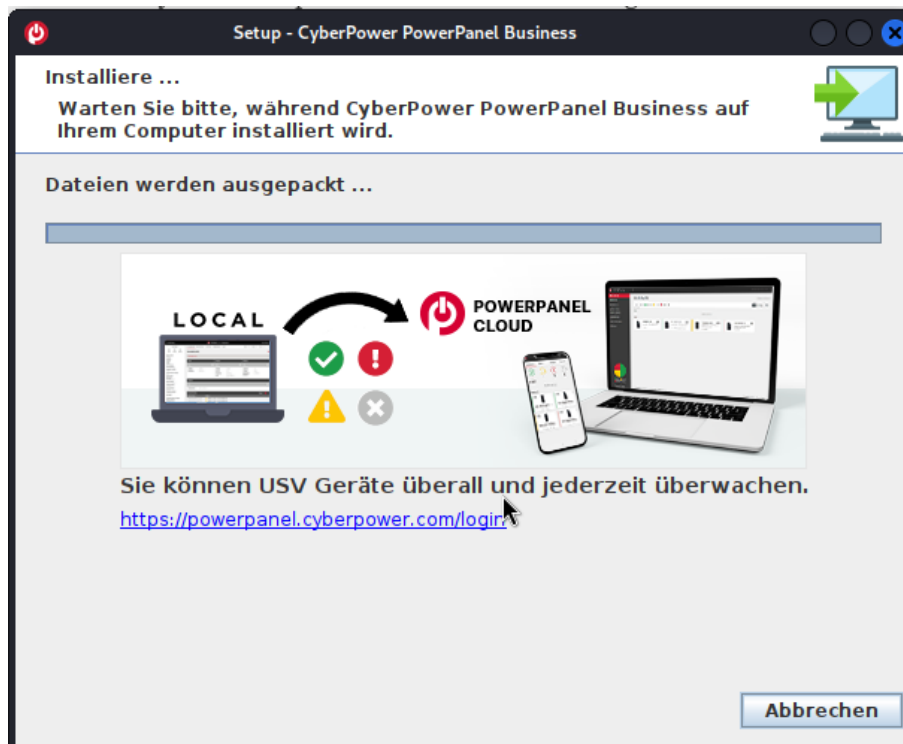 Setup - CyberPower PowerPanel Business
Installiere ...
Warten Sie bitte, während CyberPower PowerPanel Business auf
Ihrem Computer installiert wird.
Dateien werden ausgepackt ...
LOCAL
POWERPANEL
CLOUD
Sie können USV Geräte überall und jederzeit überwachen.
https://powerpanel.cyberpower.com/login
Abbrechen